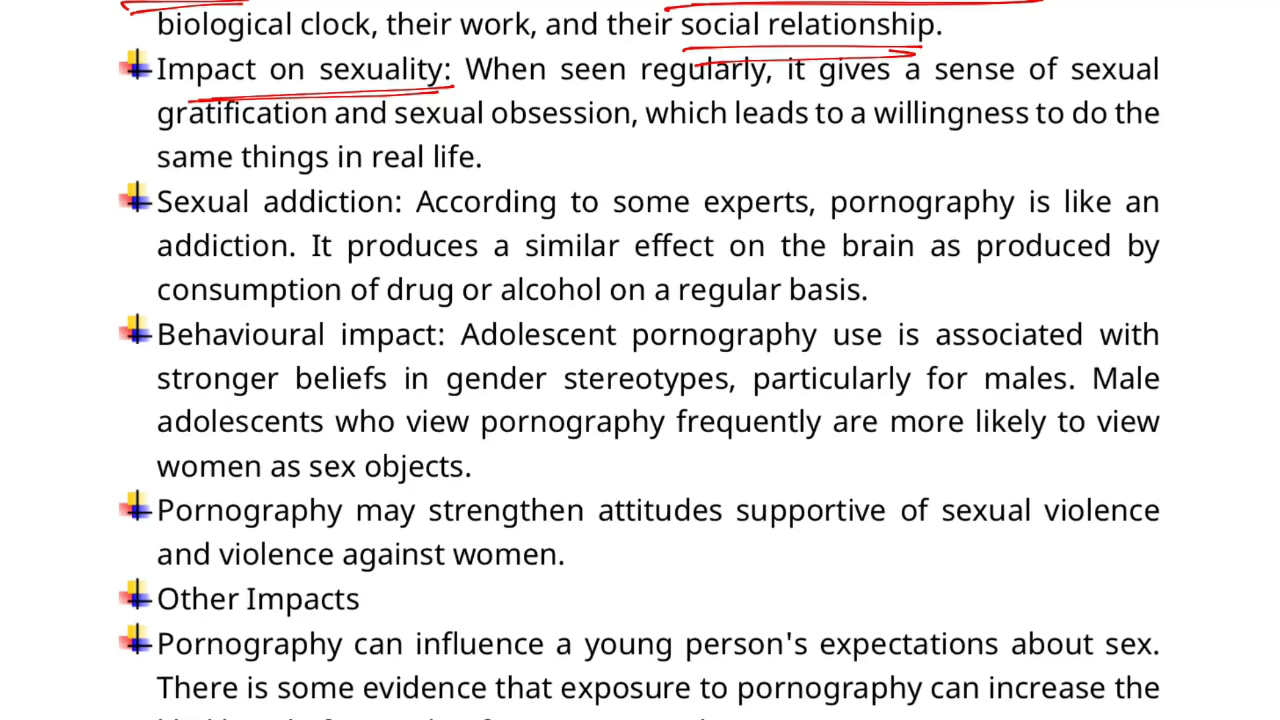 biological clock, their work, and their social relationship.
Impact on sexuality: When seen regularly, it gives a sense of sexual
gratification and sexual obsession, which leads to a willingness to do the
same things in real life.
Sexual addiction: According to some experts, pornography is like an
addiction. It produces a similar effect on the brain as produced by
consumption of drug or alcohol on a regular basis.
Behavioural impact: Adolescent pornography use is associated with
stronger beliefs in gender stereotypes, particularly for males. Male
adolescents who view pornography frequently are more likely to view
women as sex objects.
Pornography may strengthen attitudes supportive of sexual violence
and violence against women.
Other Impacts
Pornography can influence a young person's expectations about sex.
There is some evidence that exposure to pornography can increase the